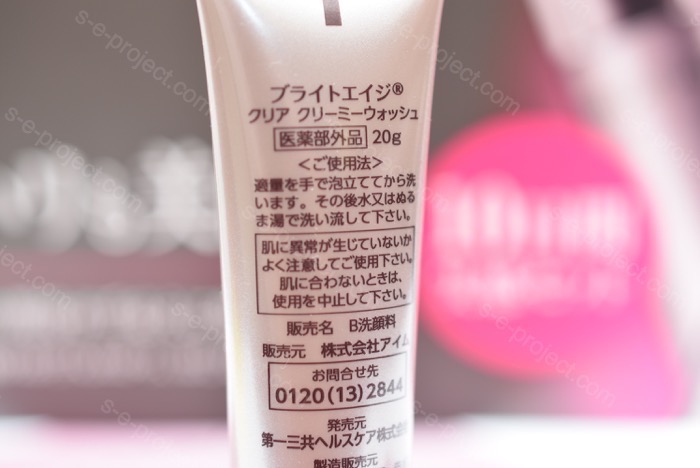 ブライトエイジ®
クリア クリーミーウォッシュ
医薬部外品 20g
＜ご使用法＞
適量を手で泡立ててから洗
います。その後水又はぬる
ま湯で洗い流して下さい。
肌に異常が生じていないか
よく注意してご使用下さい。
肌に合わないときは、
使用を中止して下さい。
販売名 B洗顔料
販売元 株式会社アイム
お問合せ先
0120(13)2844
発売元
第一三共ヘルスケア株式会
製造販売元
s-e-project.com